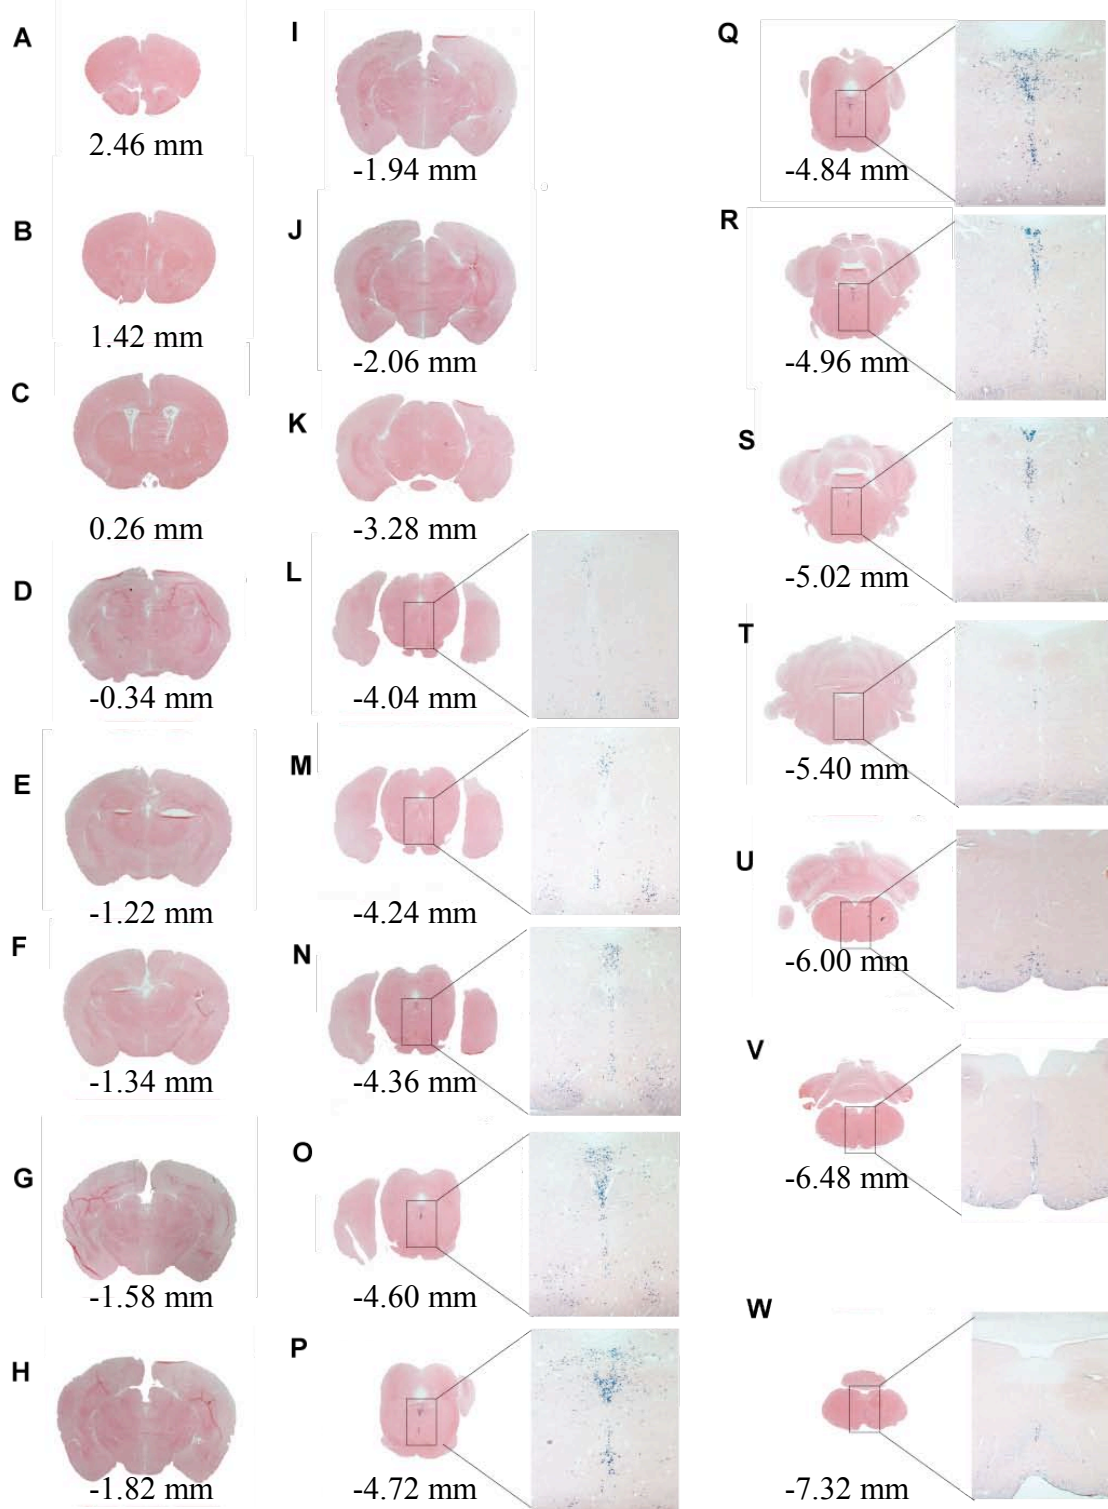 A
2.46 mm
B
1.42 mm
C
0.26 mm
D
-0.34 mm
E
-1.22 mm
F
-1.34 mm
G
-1.58 mm
H
-1.82 mm
I
-1.94 mm
J
-2.06 mm
K
-3.28 mm
L
-4.04 mm
M
-4.24 mm
N
-4.36 mm
O
-4.60 mm
P
-4.72 mm
Q
-4.84 mm
R
-4.96 mm
S
-5.02 mm
T
-5.40 mm
U
-6.00 mm
V
-6.48 mm
W
-7.32 mm